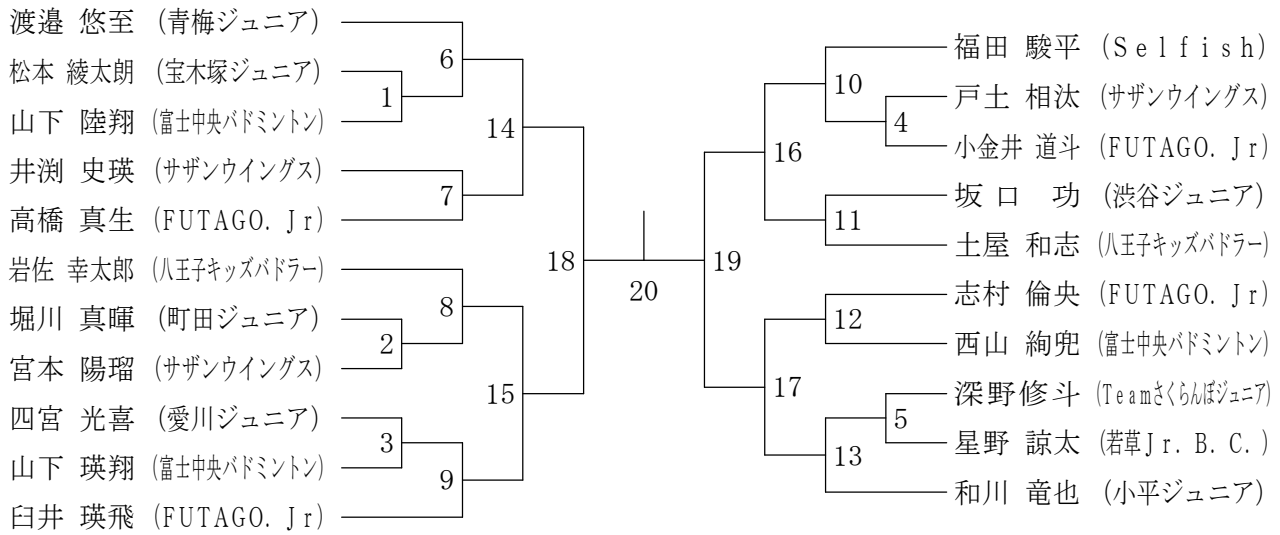 渡邉 悠至 (青梅ジュニア)
松本 綾太朗 (宝木塚ジュニア)
山下 陸翔 (富士中央バドミントン)
井渕 史瑛 (サザンウイングス)
高橋 真生 (FUTAGO. Jr)
岩佐 幸太郎 (八王子キッズバドラー)
堀川 真暉 (町田ジュニア)
宮本 陽瑠 (サザンウイングス)
四宮 光喜 (愛川ジュニア)
山下 瑛翔 (富士中央バドミントン)
臼井 瑛飛 (FUTAGO. Jr)
1
2
3
6
7
8
9
14
15
18
20
19
16
17
10
11
12
13
4
5
福田 駿平 (Selfish)
戸土 相汰 (サザンウイングス)
小金井 道斗 (FUTAGO. Jr)
坂口 功 (渋谷ジュニア)
土屋 和志 (八王子キッズバドラー)
志村 倫央 (FUTAGO. Jr)
西山 絢兜 (富士中央バドミントン)
深野修斗 (Teamさくらんぼジュニア)
星野 諒太 (若草Jr. B. C. )
和川 竜也 (小平ジュニア)